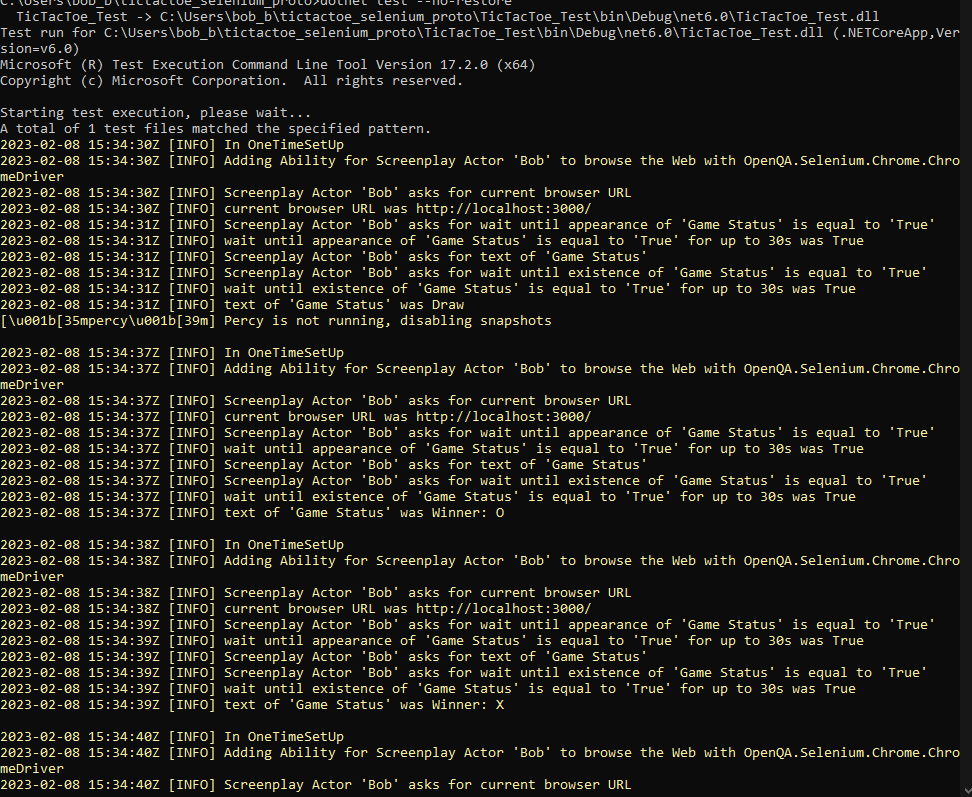 C:\Users\bob_b\tictactoe_selenium_proto>dotnet test --no-restore
  TicTacToe_Test -> C:\Users\bob_b\tictactoe_selenium_proto\TicTacToe_Test\bin\Debug\net6.0\TicTacToe_Test.dll
Test run for C:\Users\bob_b\tictactoe_selenium_proto\TicTacToe_Test\bin\Debug\net6.0\TicTacToe_Test.dll (.NETCoreApp,Ver
sion=v6.0)
Microsoft (R) Test Execution Command Line Tool Version 17.2.0 (x64)
Copyright (c) Microsoft Corporation.  All rights reserved.

Starting test execution, please wait...
A total of 1 test files matched the specified pattern.
2023-02-08 15:34:30Z [INFO] In OneTimeSetUp
2023-02-08 15:34:30Z [INFO] Adding Ability for Screenplay Actor 'Bob' to browse the Web with OpenQA.Selenium.Chrome.Chro
meDriver
2023-02-08 15:34:30Z [INFO] Screenplay Actor 'Bob' asks for current browser URL
2023-02-08 15:34:30Z [INFO] current browser URL was http://localhost:3000/
2023-02-08 15:34:31Z [INFO] Screenplay Actor 'Bob' asks for wait until appearance of 'Game Status' is equal to 'True'
2023-02-08 15:34:31Z [INFO] wait until appearance of 'Game Status' is equal to 'True' for up to 30s was True
2023-02-08 15:34:31Z [INFO] Screenplay Actor 'Bob' asks for text of 'Game Status'
2023-02-08 15:34:31Z [INFO] Screenplay Actor 'Bob' asks for wait until existence of 'Game Status' is equal to 'True'
2023-02-08 15:34:31Z [INFO] wait until existence of 'Game Status' is equal to 'True' for up to 30s was True
2023-02-08 15:34:31Z [INFO] text of 'Game Status' was Draw
[\u001b[35mpercy\u001b[39m] Percy is not running, disabling snapshots

2023-02-08 15:34:37Z [INFO] In OneTimeSetUp
2023-02-08 15:34:37Z [INFO] Adding Ability for Screenplay Actor 'Bob' to browse the Web with OpenQA.Selenium.Chrome.Chro
meDriver
2023-02-08 15:34:37Z [INFO] Screenplay Actor 'Bob' asks for current browser URL
2023-02-08 15:34:37Z [INFO] current browser URL was http://localhost:3000/
2023-02-08 15:34:37Z [INFO] Screenplay Actor 'Bob' asks for wait until appearance of 'Game Status' is equal to 'True'
2023-02-08 15:34:37Z [INFO] wait until appearance of 'Game Status' is equal to 'True' for up to 30s was True
2023-02-08 15:34:37Z [INFO] Screenplay Actor 'Bob' asks for text of 'Game Status'
2023-02-08 15:34:37Z [INFO] Screenplay Actor 'Bob' asks for wait until existence of 'Game Status' is equal to 'True'
2023-02-08 15:34:37Z [INFO] wait until existence of 'Game Status' is equal to 'True' for up to 30s was True
2023-02-08 15:34:37Z [INFO] text of 'Game Status' was Winner: O

2023-02-08 15:34:38Z [INFO] In OneTimeSetUp
2023-02-08 15:34:38Z [INFO] Adding Ability for Screenplay Actor 'Bob' to browse the Web with OpenQA.Selenium.Chrome.Chro
meDriver
2023-02-08 15:34:38Z [INFO] Screenplay Actor 'Bob' asks for current browser URL
2023-02-08 15:34:38Z [INFO] current browser URL was http://localhost:3000/
2023-02-08 15:34:39Z [INFO] Screenplay Actor 'Bob' asks for wait until appearance of 'Game Status' is equal to 'True'
2023-02-08 15:34:39Z [INFO] wait until appearance of 'Game Status' is equal to 'True' for up to 30s was True
2023-02-08 15:34:39Z [INFO] Screenplay Actor 'Bob' asks for text of 'Game Status'
2023-02-08 15:34:39Z [INFO] Screenplay Actor 'Bob' asks for wait until existence of 'Game Status' is equal to 'True'
2023-02-08 15:34:39Z [INFO] wait until existence of 'Game Status' is equal to 'True' for up to 30s was True
2023-02-08 15:34:39Z [INFO] text of 'Game Status' was Winner: X

2023-02-08 15:34:40Z [INFO] In OneTimeSetUp
2023-02-08 15:34:40Z [INFO] Adding Ability for Screenplay Actor 'Bob' to browse the Web with OpenQA.Selenium.Chrome.Chro
meDriver
2023-02-08 15:34:40Z [INFO] Screenplay Actor 'Bob' asks for current browser URL